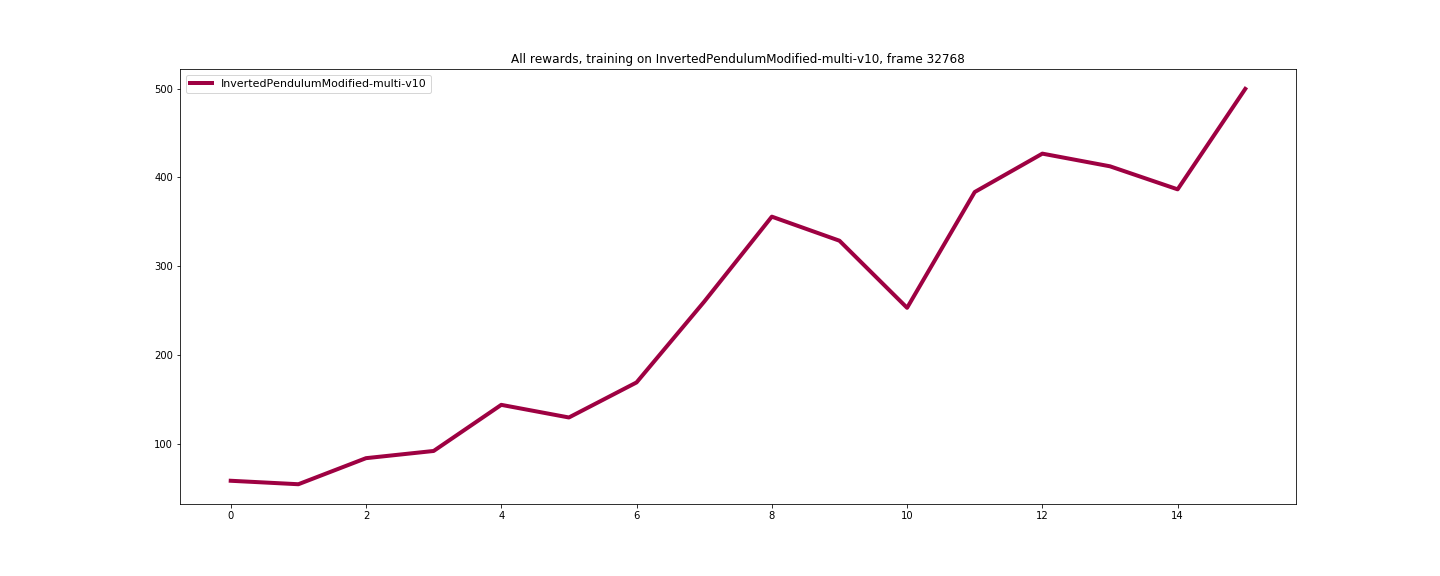 All rewards, training on InvertedPendulumModified-multi-v10, frame 32768
InvertedPendulumModified-multi-v10
500
400
300
200
100
0 2 4 6 8 10 12 14